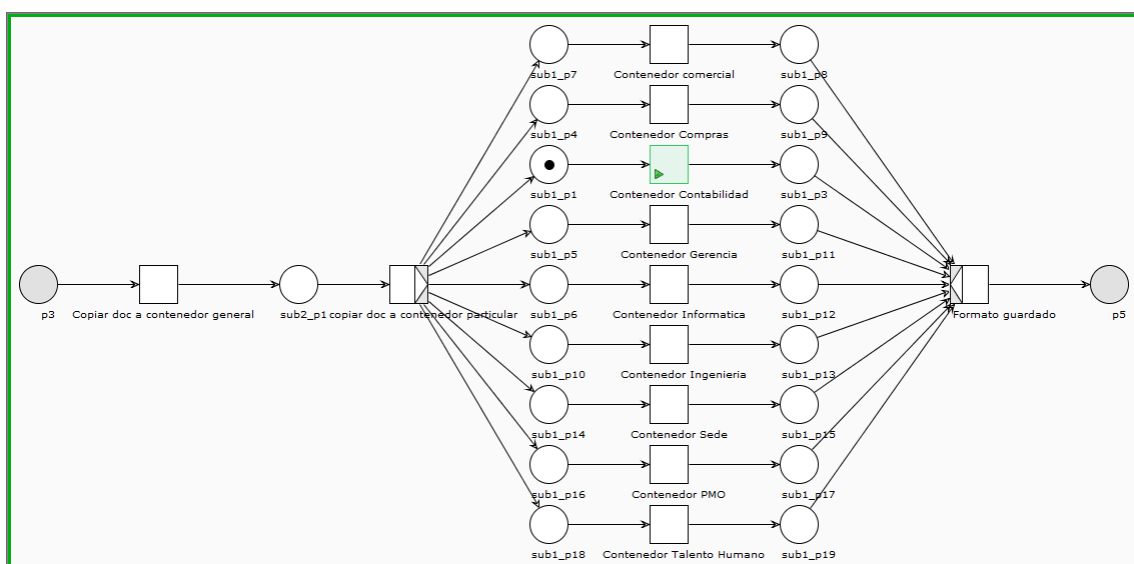 sub1_p7 Contenedor comercial sub1_p8
sub1_p4 Contenedor Compras sub1_p9
sub1_p1 Contenedor Contabilidad sub1_p3
sub1_p5 Contenedor Gerencia sub1_p11
p3 Copiar doc a contenedor general sub2_p1 copiar doc a contenedor particular sub1_p6 Contenedor Informatica sub1_p12 Formato guardado p5
sub1_p10 Contenedor Ingenieria sub1_p13
sub1_p14 Contenedor Sede sub1_p15
sub1_p16 Contenedor PMO sub1_p17
sub1_p18 Contenedor Talento Humano sub1_p19